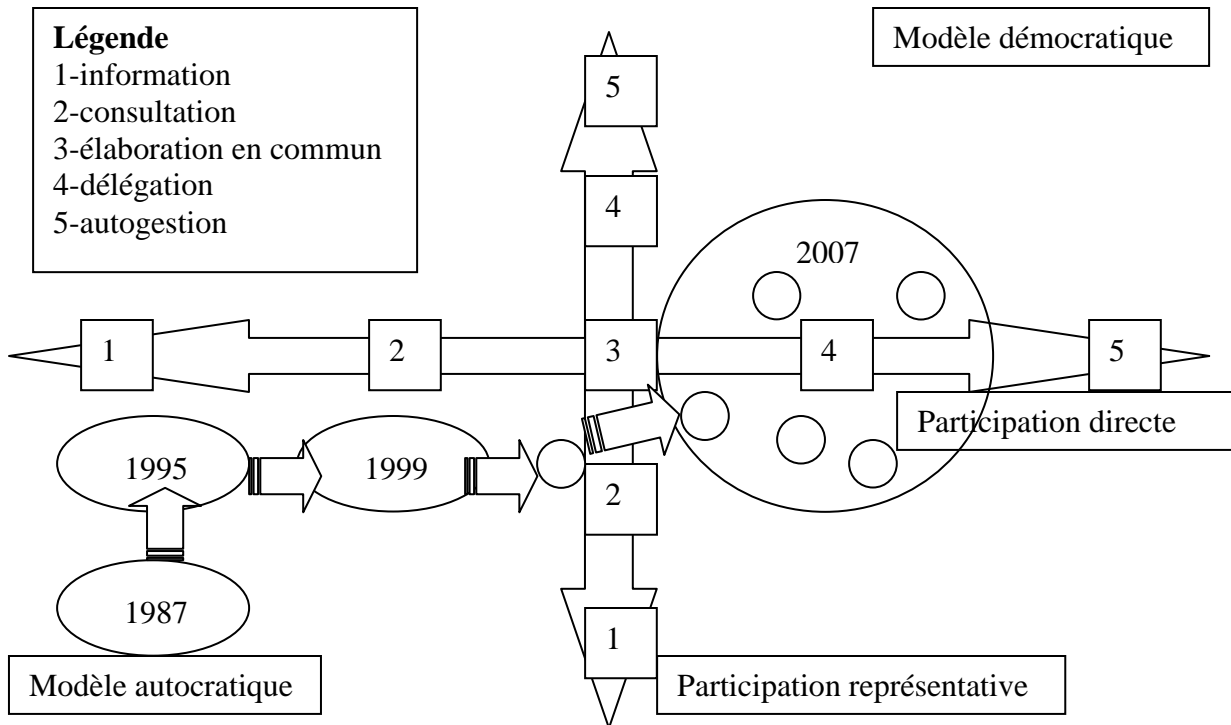 Légende
1-information
2-consultation
3-élaboration en commun
4-délégation
5-autogestion
Modèle démocratique
5
4
2007
1
2
3
4
5
Participation directe
1995
1999
2
1987
1
Modèle autocratique
Participation représentative